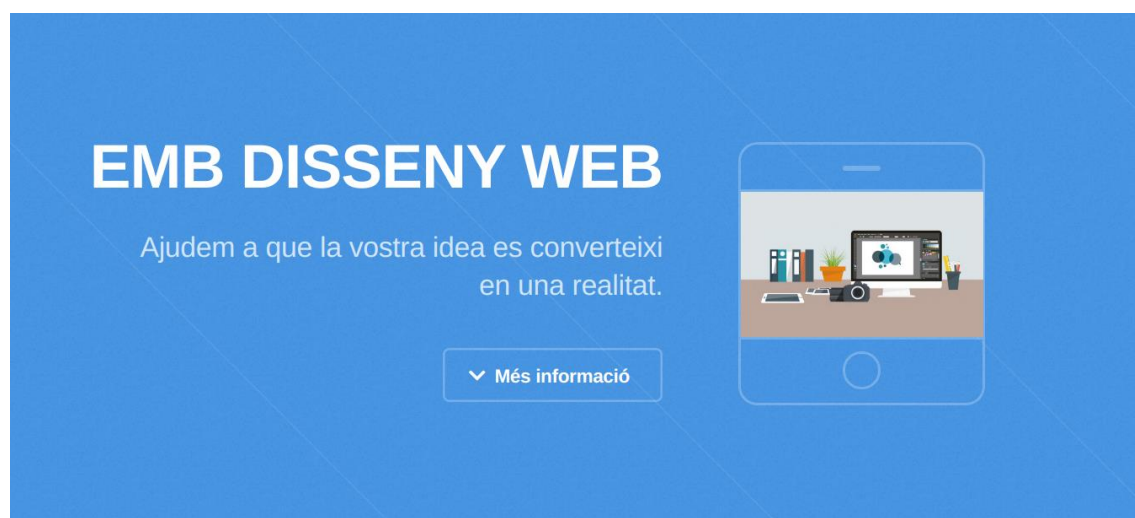 EMB DISSENY WEB
Ajudem a que la vostra idea es converteixi
en una realitat.
Més informació